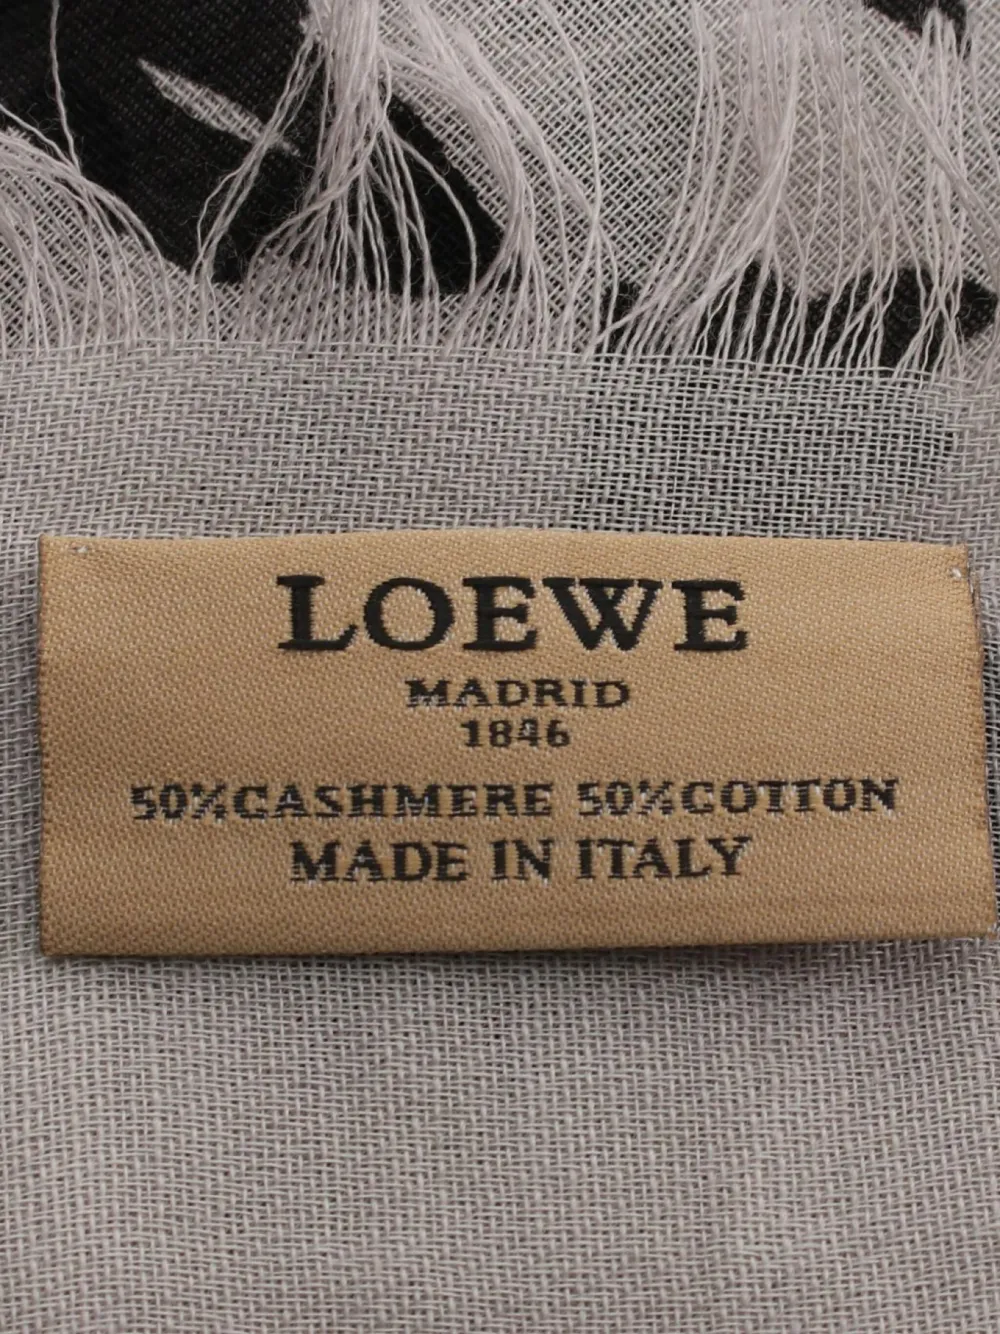 LOEWE
MADRID
1846
50%CASHMERE 50%COTTON
MADE IN ITALY